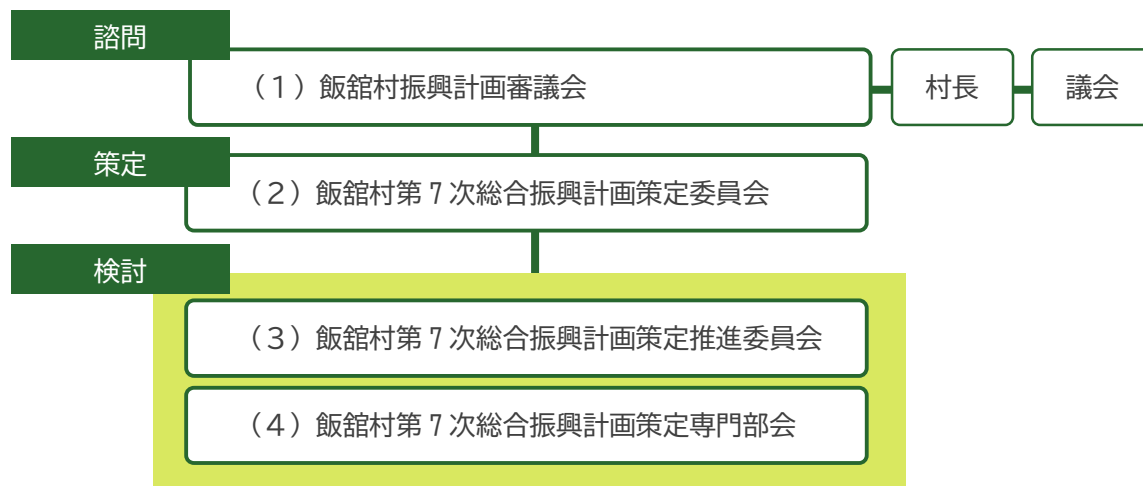 諮問
（1）飯舘村振興計画審議会
村長
議会
策定
（2）飯舘村第7次総合振興計画策定委員会
検討
（3）飯舘村第7次総合振興計画策定推進委員会
（4）飯舘村第7次総合振興計画策定専門部会